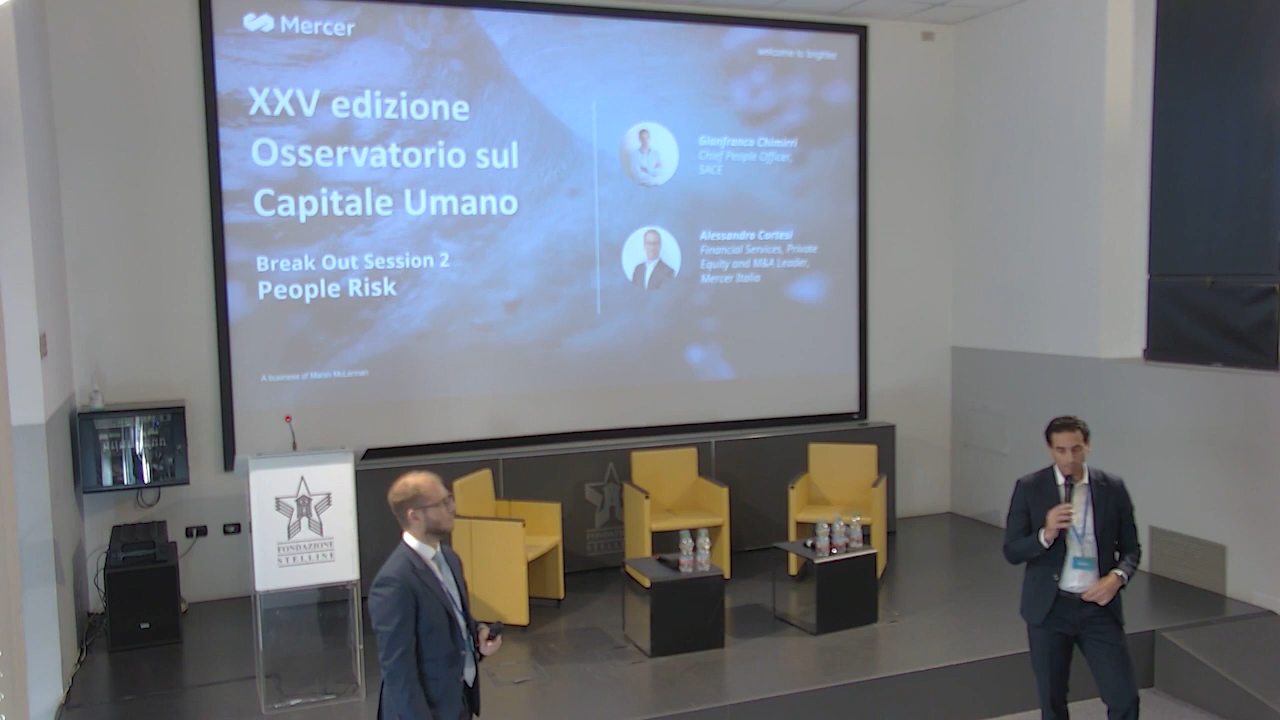 Mercer
welcome to brighter
XXV edizione
Osservatorio sul
Capitale Umano
Break Out Session 2
People Risk
Gianfranco Chimirri
Chief People Officer,
SACE
Alessandro Cortesi
Financial Services, Private
Equity and M&A Leader,
Mercer Italia
A business of Marsh McLennan
FONDAZIONE
STELLINE